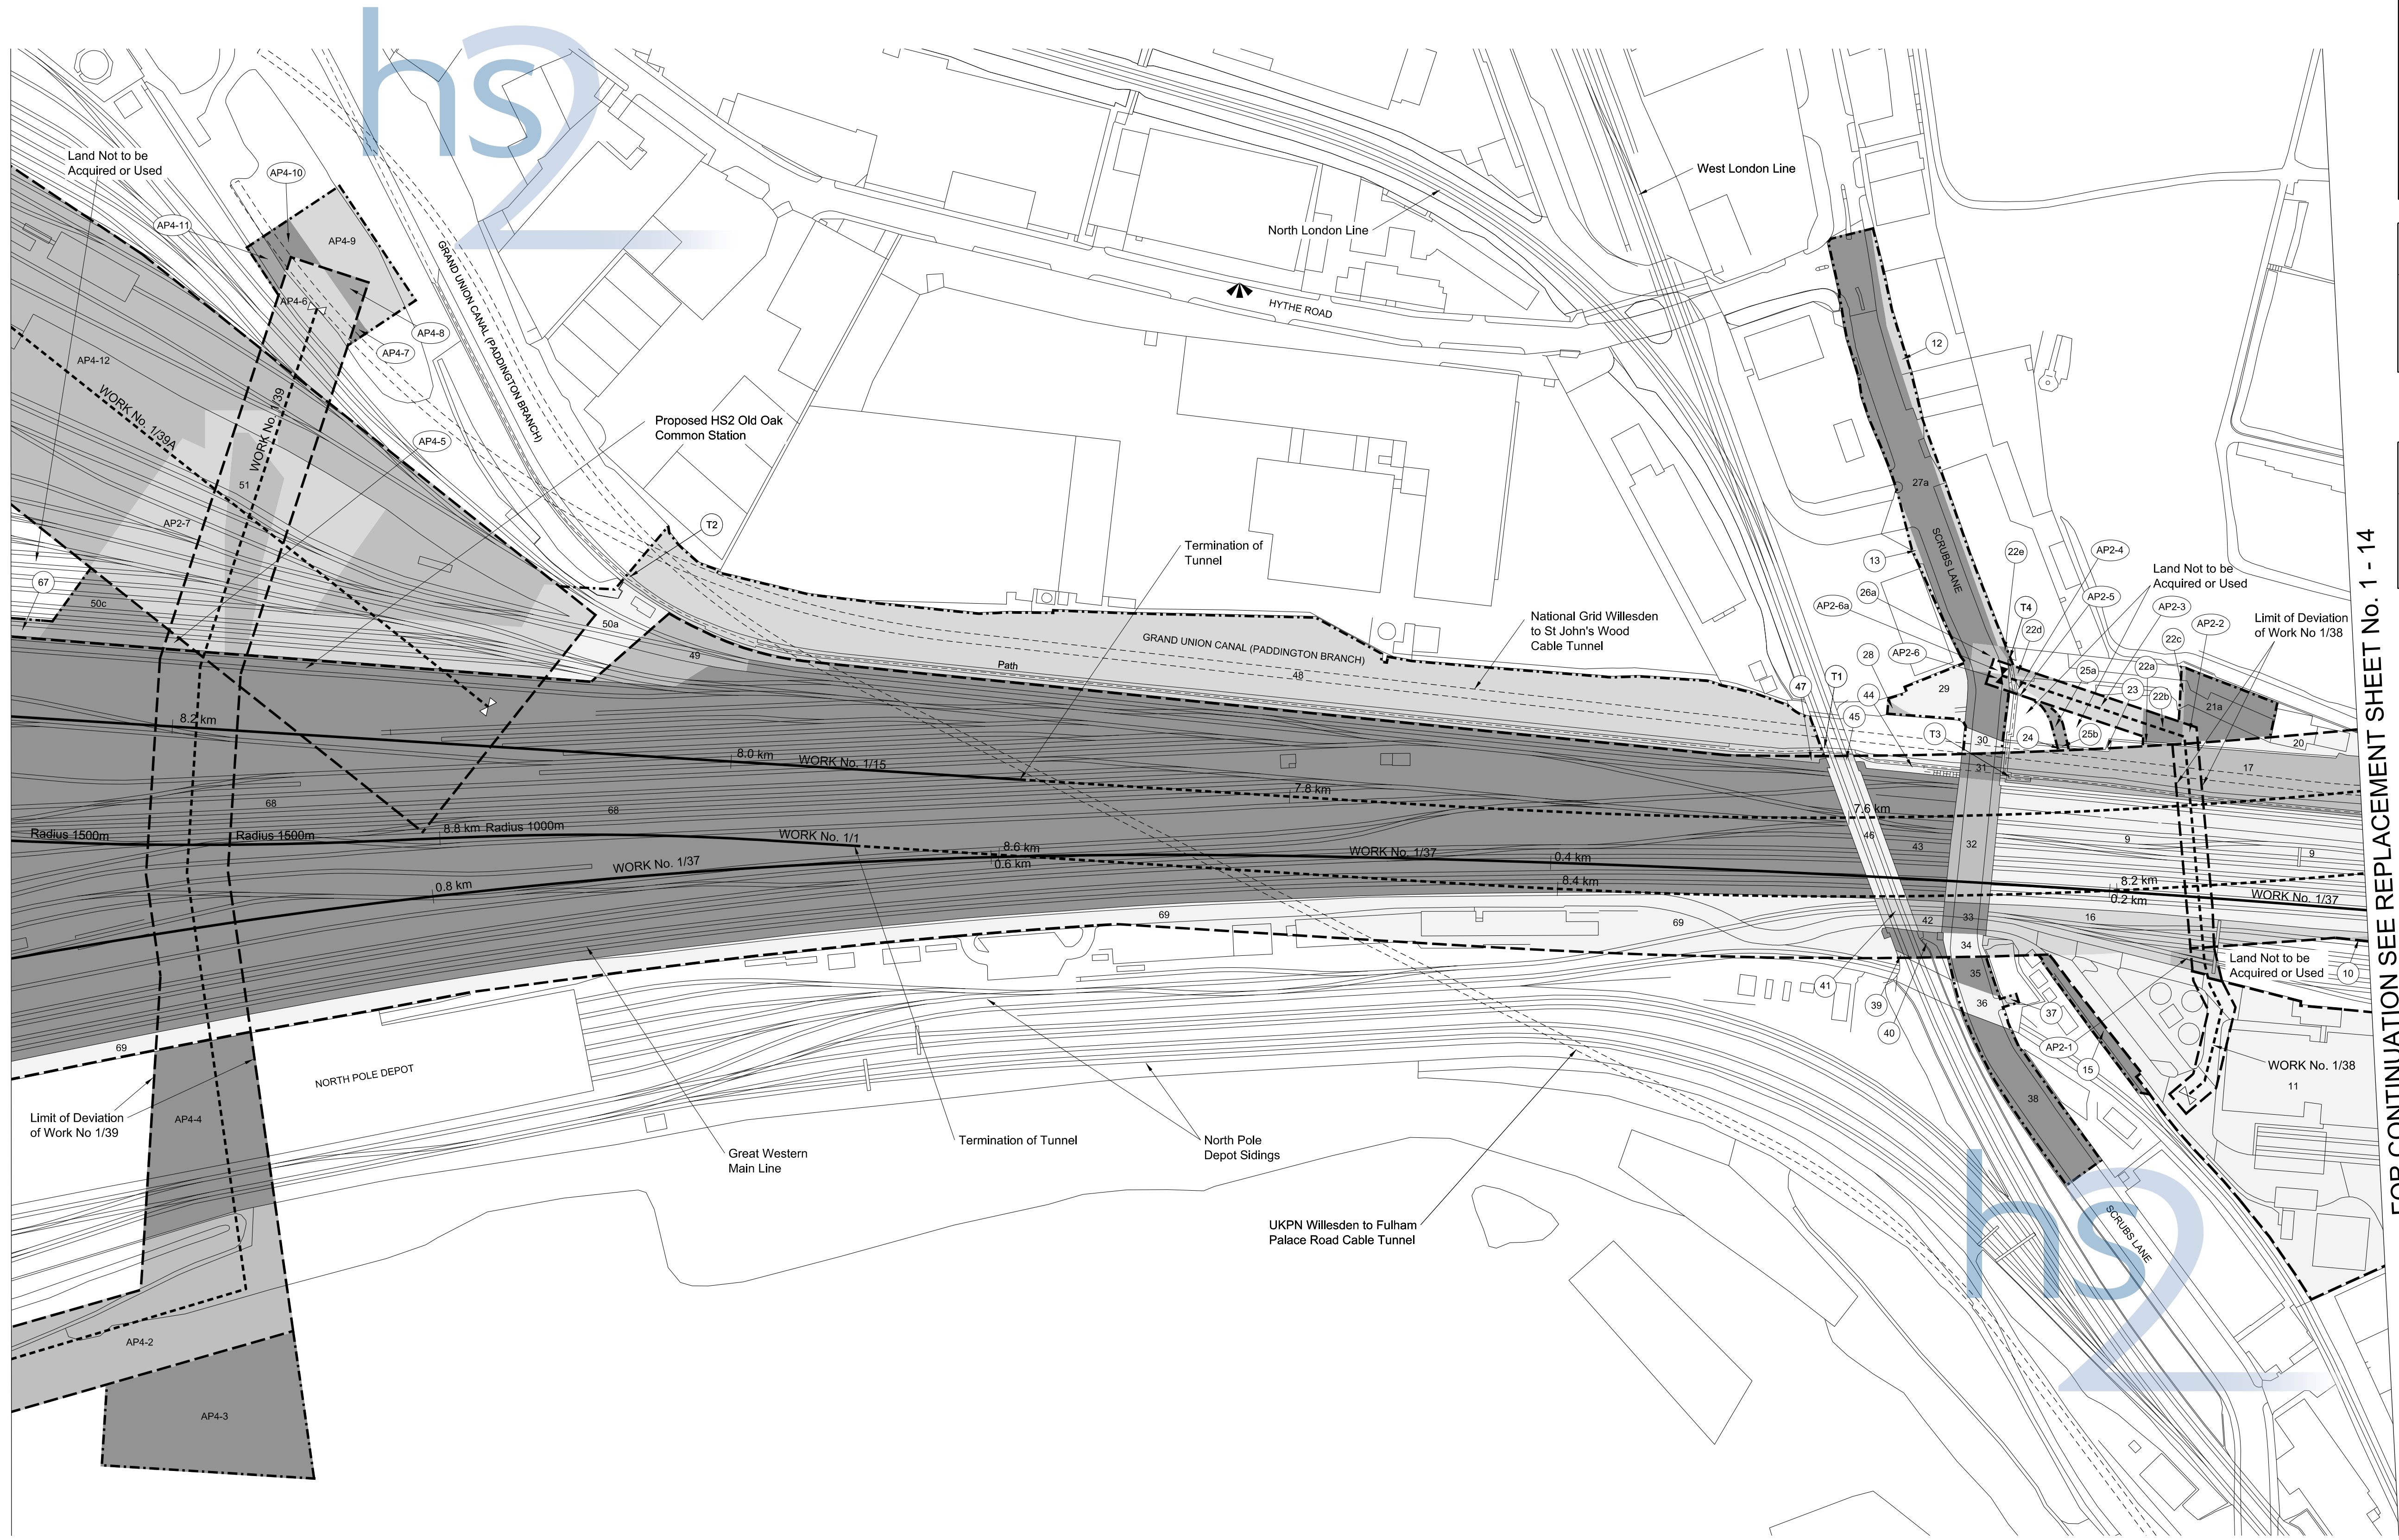 hs2
Land Not to be
Acquired or Used
AP4-10
AP4-11
AP4-9
AP4-6
AP4-8
AP4-7
AP4-12
WORK No. 1/39A
WORK No. 1/39
AP4-5
51
AP2-7
67
50c
GRAND UNION CANAL (PADDINGTON BRANCH)
Proposed HS2 Old Oak
Common Station
T2
50a
49
Termination of
Tunnel
Path
48
GRAND UNION CANAL (PADDINGTON BRANCH)
National Grid Willesden
to St John's Wood
Cable Tunnel
North London Line
HYTHE ROAD
West London Line
12
27a
SCRUBS LANE
13
22e
AP2-4
26a
AP2-6a
Land Not to be
Acquired or Used
AP2-5
T4
AP2-3
22d
AP2-2
Limit of Deviation
of Work No 1/38
22c
AP2-6
28
25a
22a
T1
47
44
29
23
22b
21a
45
T3
30
24
25b
20
31
17
8.2 km
8.0 km
WORK No. 1/15
7.8 km
7.6 km
68
68
Radius 1500m
Radius 1500m
8.8 km Radius 1000m
WORK No. 1/1
46
43
32
9
9
WORK No. 1/37
8.6 km
0.6 km
WORK No. 1/37
0.4 km
8.4 km
0.8 km
8.2 km
0.2 km
WORK No. 1/37
69
69
42
33
16
34
Land Not to be
Acquired or Used
10
35
41
39
36
40
37
AP2-1
15
WORK No. 1/38
11
69
NORTH POLE DEPOT
Limit of Deviation
of Work No 1/39
AP4-4
Great Western
Main Line
Termination of Tunnel
North Pole
Depot Sidings
38
UKPN Willesden to Fulham
Palace Road Cable Tunnel
SCRUBS LANE
hs2
AP4-2
AP4-3
FOR CONTINUATION SEE REPLACEMENT SHEET No. 1 - 14